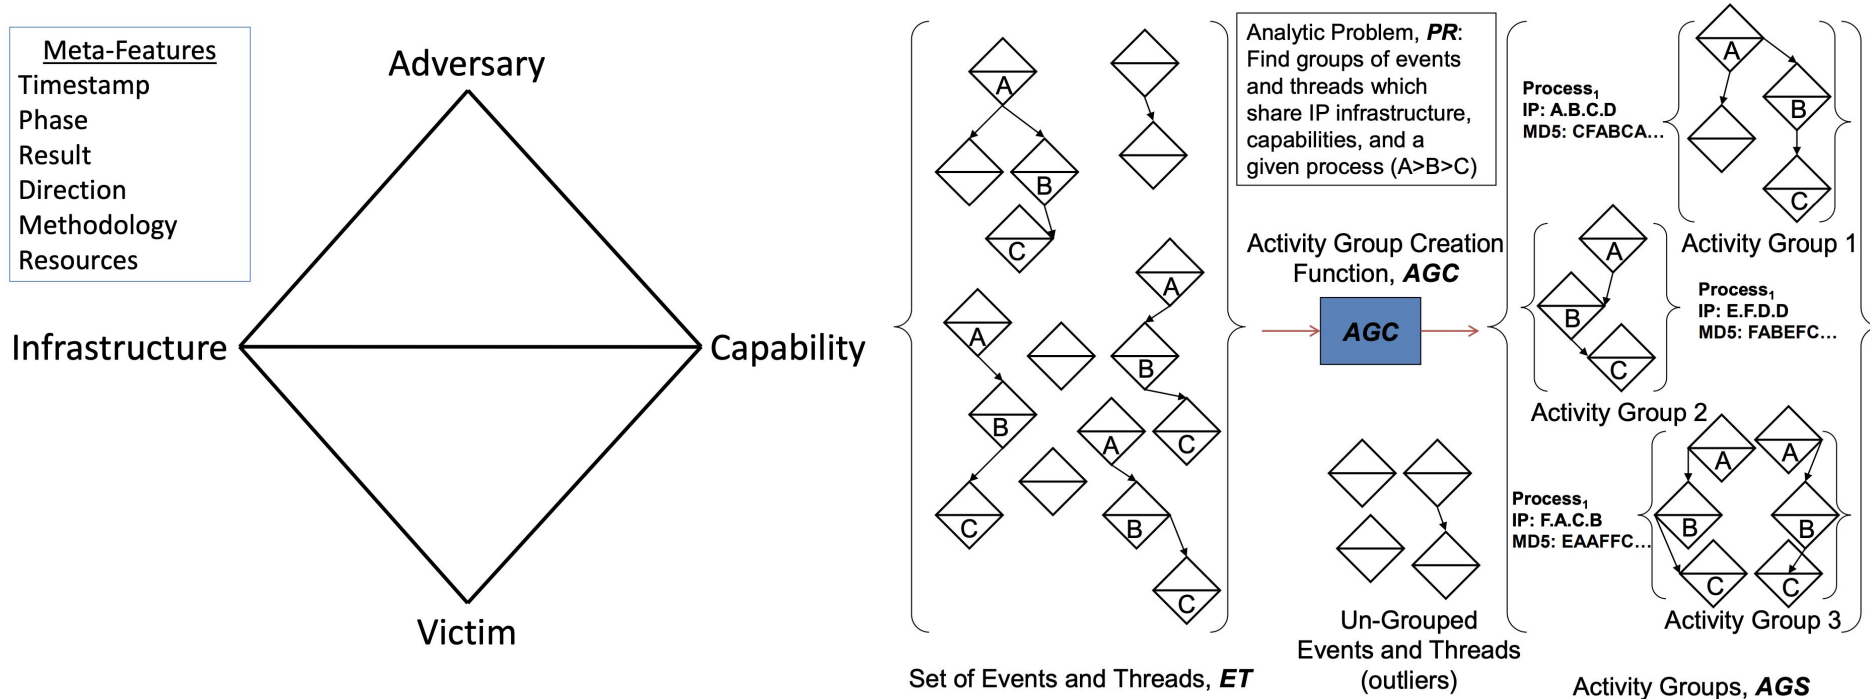 Meta-Features
Timestamp
Phase
Result
Direction
Methodology
Resources
Adversary
Infrastructure
Capability
Victim
A
B
C
A
B
C
A
B
C
A
B
C
Set of Events and Threads, ET
Analytic Problem, PR:
Find groups of events
and threads which
share IP infrastructure,
capabilities, and a
given process (A>B>C)
Activity Group Creation
Function, AGC
AGC
Un-Grouped
Events and Threads
(outliers)
Process1
IP: A.B.C.D
MD5: CFABCA...
A
B
C
Activity Group 1
A
B
C
Process1
IP: E.F.D.D
MD5: FABEFC...
Activity Group 2
Process1
IP: F.A.C.B
MD5: EAAFFC...
A
A
B
B
C
C
Activity Group 3
Activity Groups, AGS